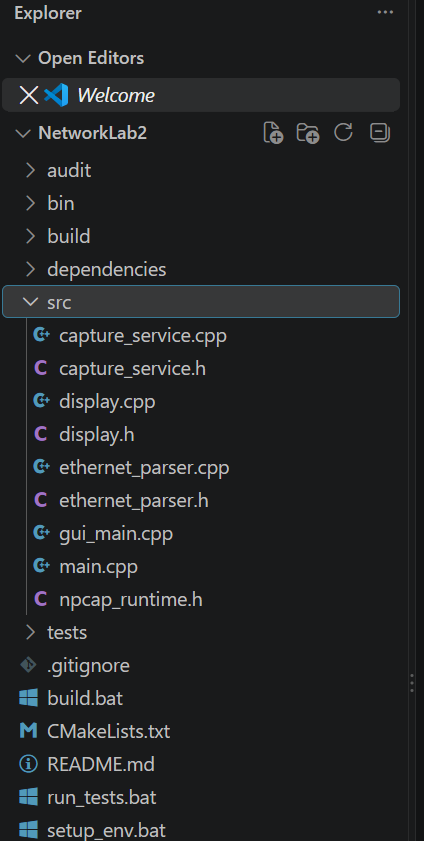 Explorer
Open Editors
Welcome
NetworkLab2
audit
bin
build
dependencies
src
capture_service.cpp
capture_service.h
display.cpp
display.h
ethernet_parser.cpp
ethernet_parser.h
gui_main.cpp
main.cpp
npcap_runtime.h
tests
.gitignore
build.bat
CMakeLists.txt
README.md
run_tests.bat
setup_env.bat